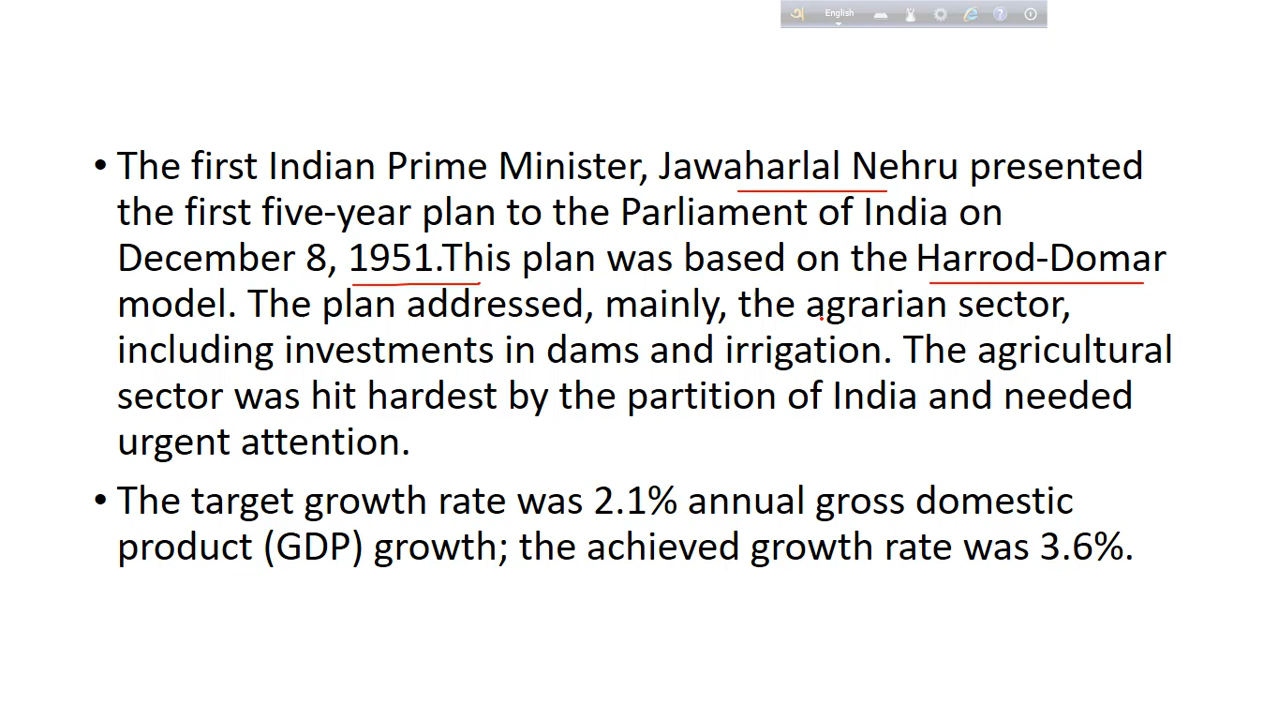 English
• The first Indian Prime Minister, Jawaharlal Nehru presented
the first five-year plan to the Parliament of India on
December 8, 1951.This plan was based on the Harrod-Domar
model. The plan addressed, mainly, the agrarian sector,
including investments in dams and irrigation. The agricultural
sector was hit hardest by the partition of India and needed
urgent attention.
• The target growth rate was 2.1% annual gross domestic
product (GDP) growth; the achieved growth rate was 3.6%.